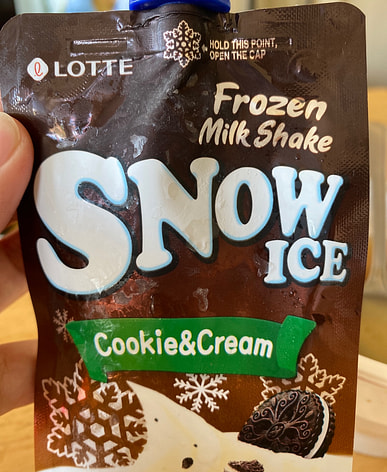 HOLD THIS POINT,
OPEN THE CAP
LOTTE
Frozen
Milk Shake
SNOW
ICE
Cookie&Cream